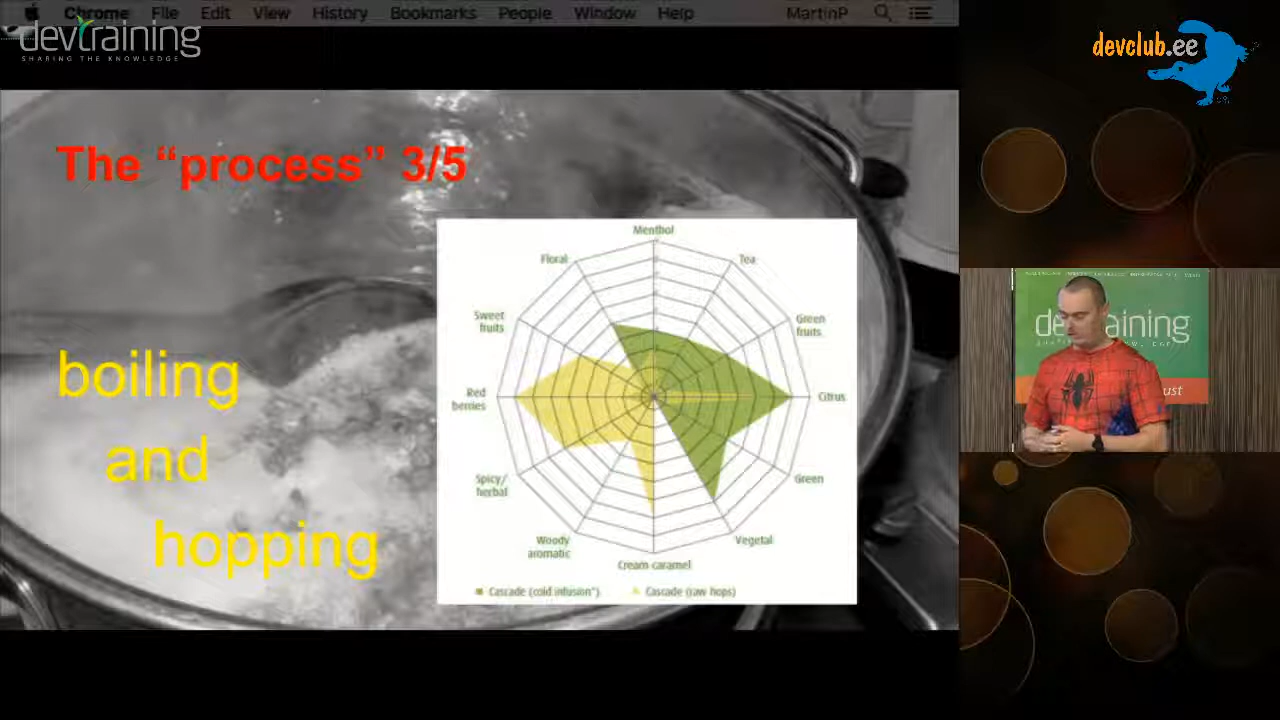 Chrome File Edit View History Bookmarks People Window Help MartinP
devtraining
SHARING THE KNOWLEDGE
devclub.ee
The “process” 3/5
boiling
and
hopping
Menthol
Floral
Tea
Sweet
fruits
Green
fruits
Red
berries
Citrus
Spicy/
herbal
Green
Woody
aromatic
Vegetal
Cream caramel
Cascade (cold infusion*)
Cascade (raw hops)
devtraining